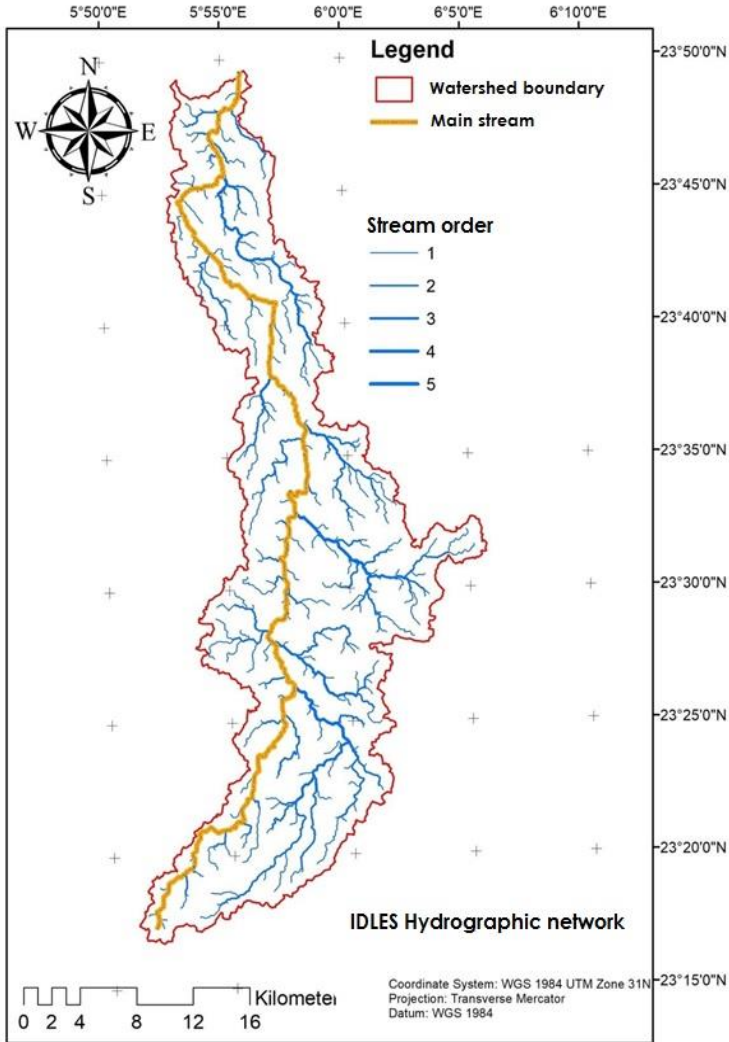 5°50'0"E 5°55'0"E 6°0'0"E 6°5'0"E 6°10'0"E
Legend
Watershed boundary
Main stream
N
W E
S
Stream order
1
2
3
4
5
23°50'0"N
23°45'0"N
23°40'0"N
23°35'0"N
23°30'0"N
23°25'0"N
23°20'0"N
23°15'0"N
IDLES Hydrographic network
Kilometer
0 2 4 8 12 16
Coordinate System: WGS 1984 UTM Zone 31N
Projection: Transverse Mercator
Datum: WGS 1984